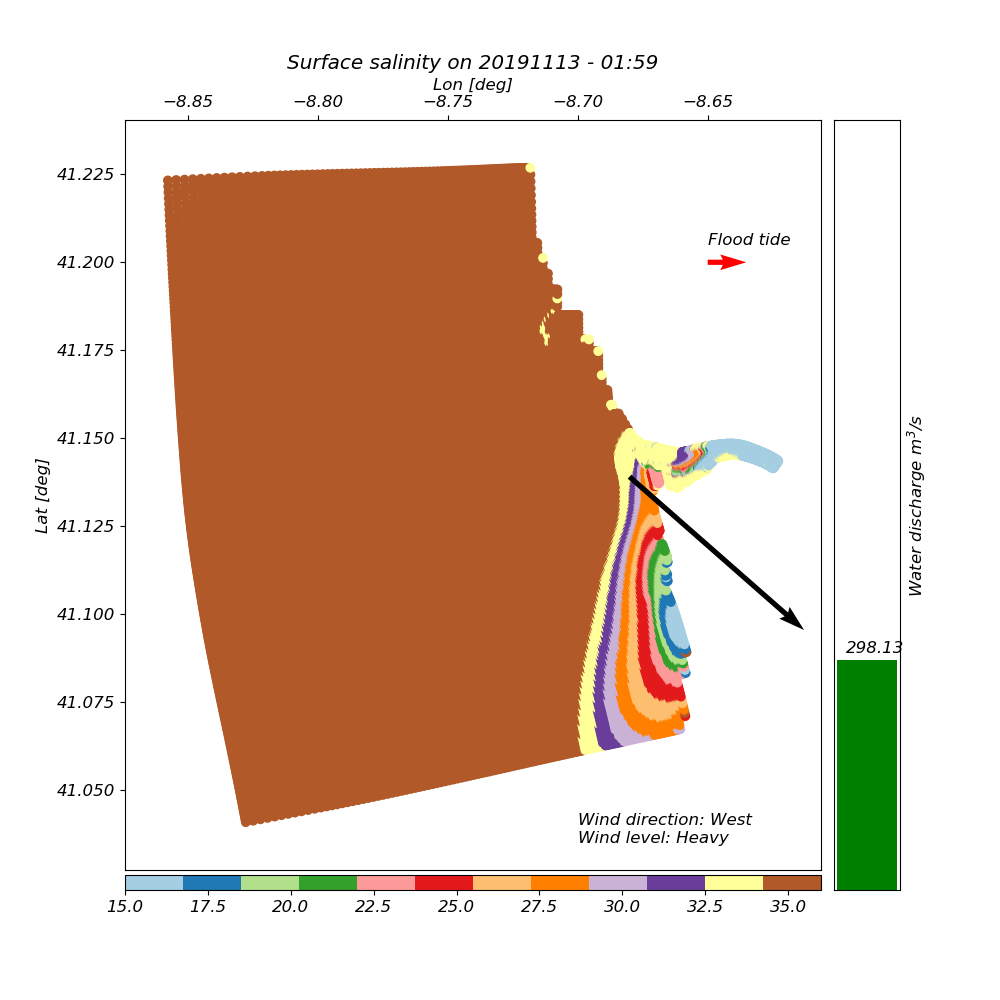 Surface salinity on 20191113 - 01:59
Lon [deg]
−8.85 −8.80 −8.75 −8.70 −8.65
41.225
41.200
41.175
41.150
41.125
41.100
41.075
41.050
Lat [deg]
Flood tide
Wind direction: West
Wind level: Heavy
298.13
Water discharge m³/s
15.0 17.5 20.0 22.5 25.0 27.5 30.0 32.5 35.0